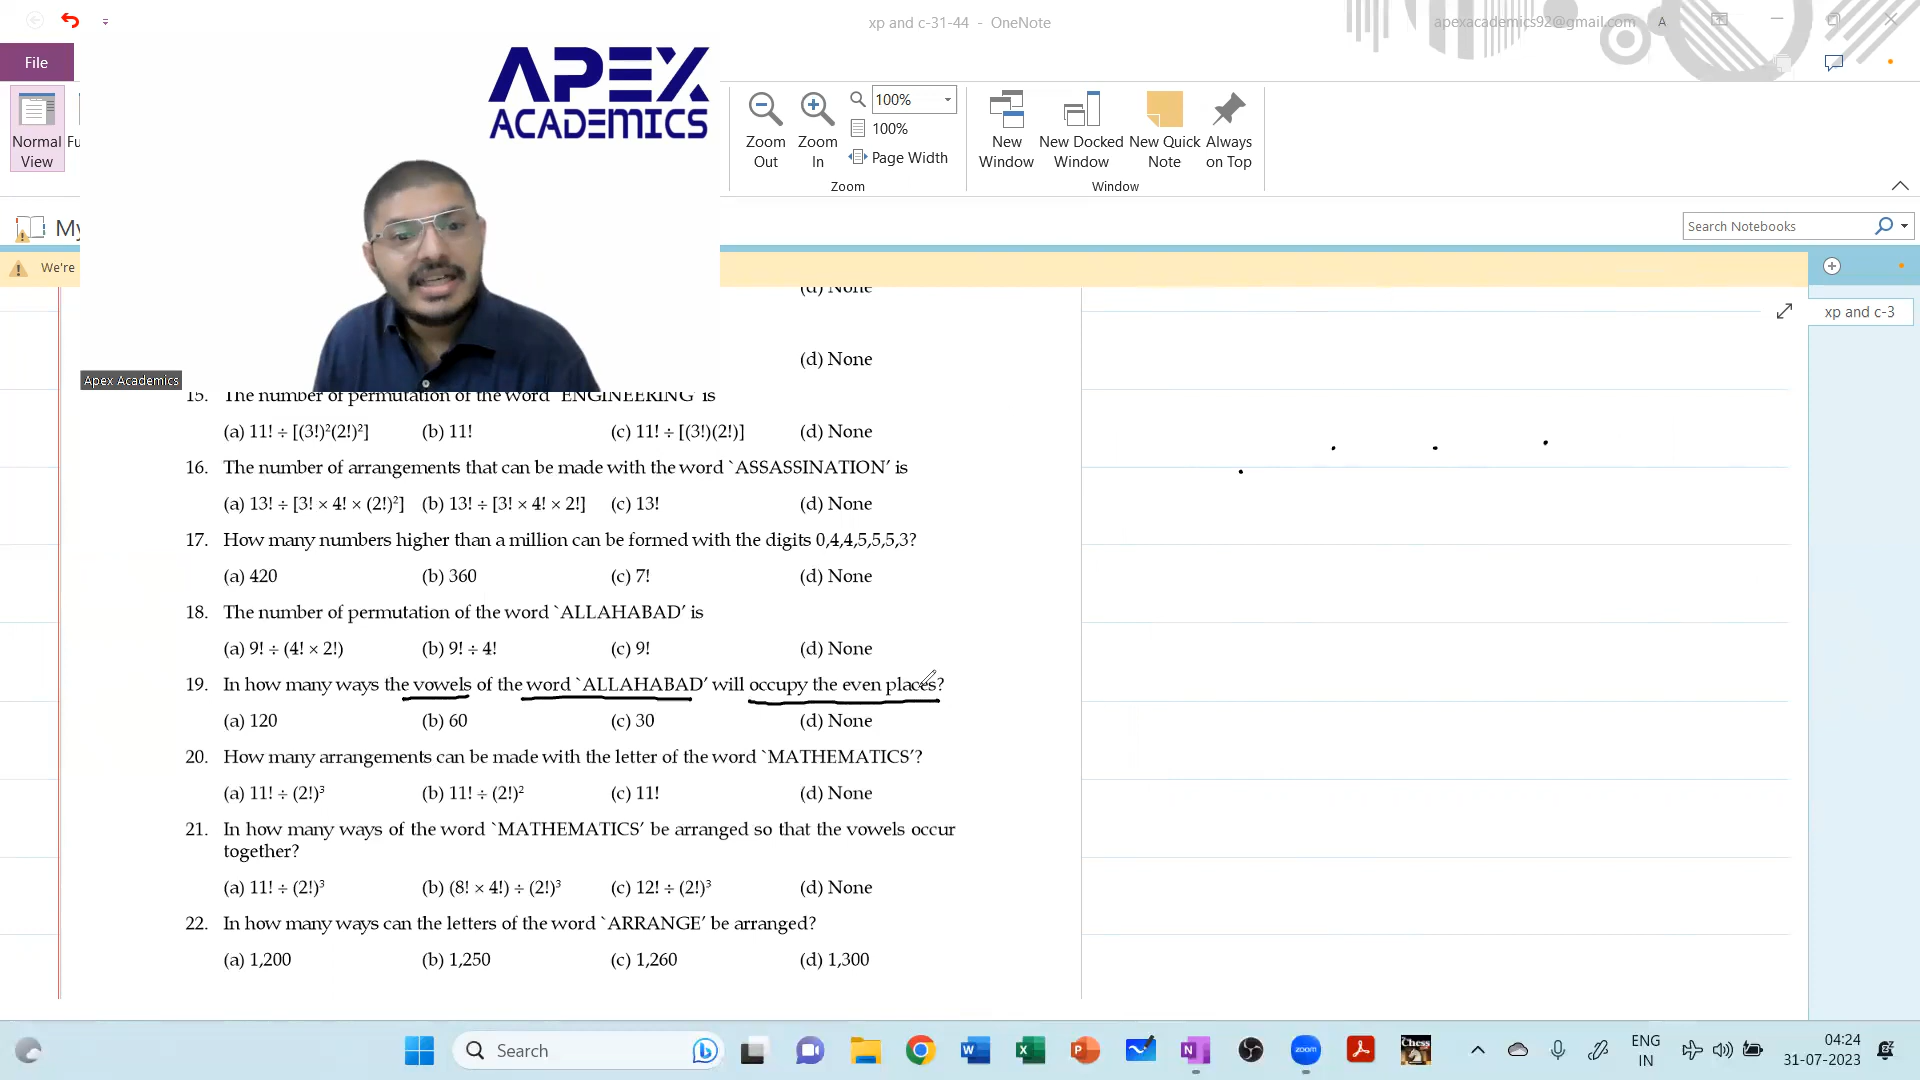 xp and c-31-44 - OneNote
apexacademics92@gmail.com
A
File
APEX
ACADEMICS
Normal
View
Fu
Zoom
Out
Zoom
In
100%
100%
Page Width
Zoom
New
Window
New Docked
Window
New Quick
Note
Always
on Top
Window
My
Search Notebooks
We're
xp and c-3
Apex Academics
(d) None
(d) None
15. The number of permutation of the word `ENGINEERING' is
(a) 11! ÷ [(3!)²(2!)²] (b) 11! (c) 11! ÷ [(3!)(2!)] (d) None
16. The number of arrangements that can be made with the word `ASSASSINATION' is
(a) 13! ÷ [3! × 4! × (2!)²] (b) 13! ÷ [3! × 4! × 2!] (c) 13! (d) None
17. How many numbers higher than a million can be formed with the digits 0,4,4,5,5,5,3?
(a) 420 (b) 360 (c) 7! (d) None
18. The number of permutation of the word `ALLAHABAD' is
(a) 9! ÷ (4! × 2!) (b) 9! ÷ 4! (c) 9! (d) None
19. In how many ways the vowels of the word `ALLAHABAD' will occupy the even places?
(a) 120 (b) 60 (c) 30 (d) None
20. How many arrangements can be made with the letter of the word `MATHEMATICS'?
(a) 11! ÷ (2!)³ (b) 11! ÷ (2!)² (c) 11! (d) None
21. In how many ways of the word `MATHEMATICS' be arranged so that the vowels occur
together?
(a) 11! ÷ (2!)³ (b) (8! × 4!) ÷ (2!)³ (c) 12! ÷ (2!)³ (d) None
22. In how many ways can the letters of the word `ARRANGE' be arranged?
(a) 1,200 (b) 1,250 (c) 1,260 (d) 1,300
Search
Chess
zoom
ENG
IN
04:24
31-07-2023